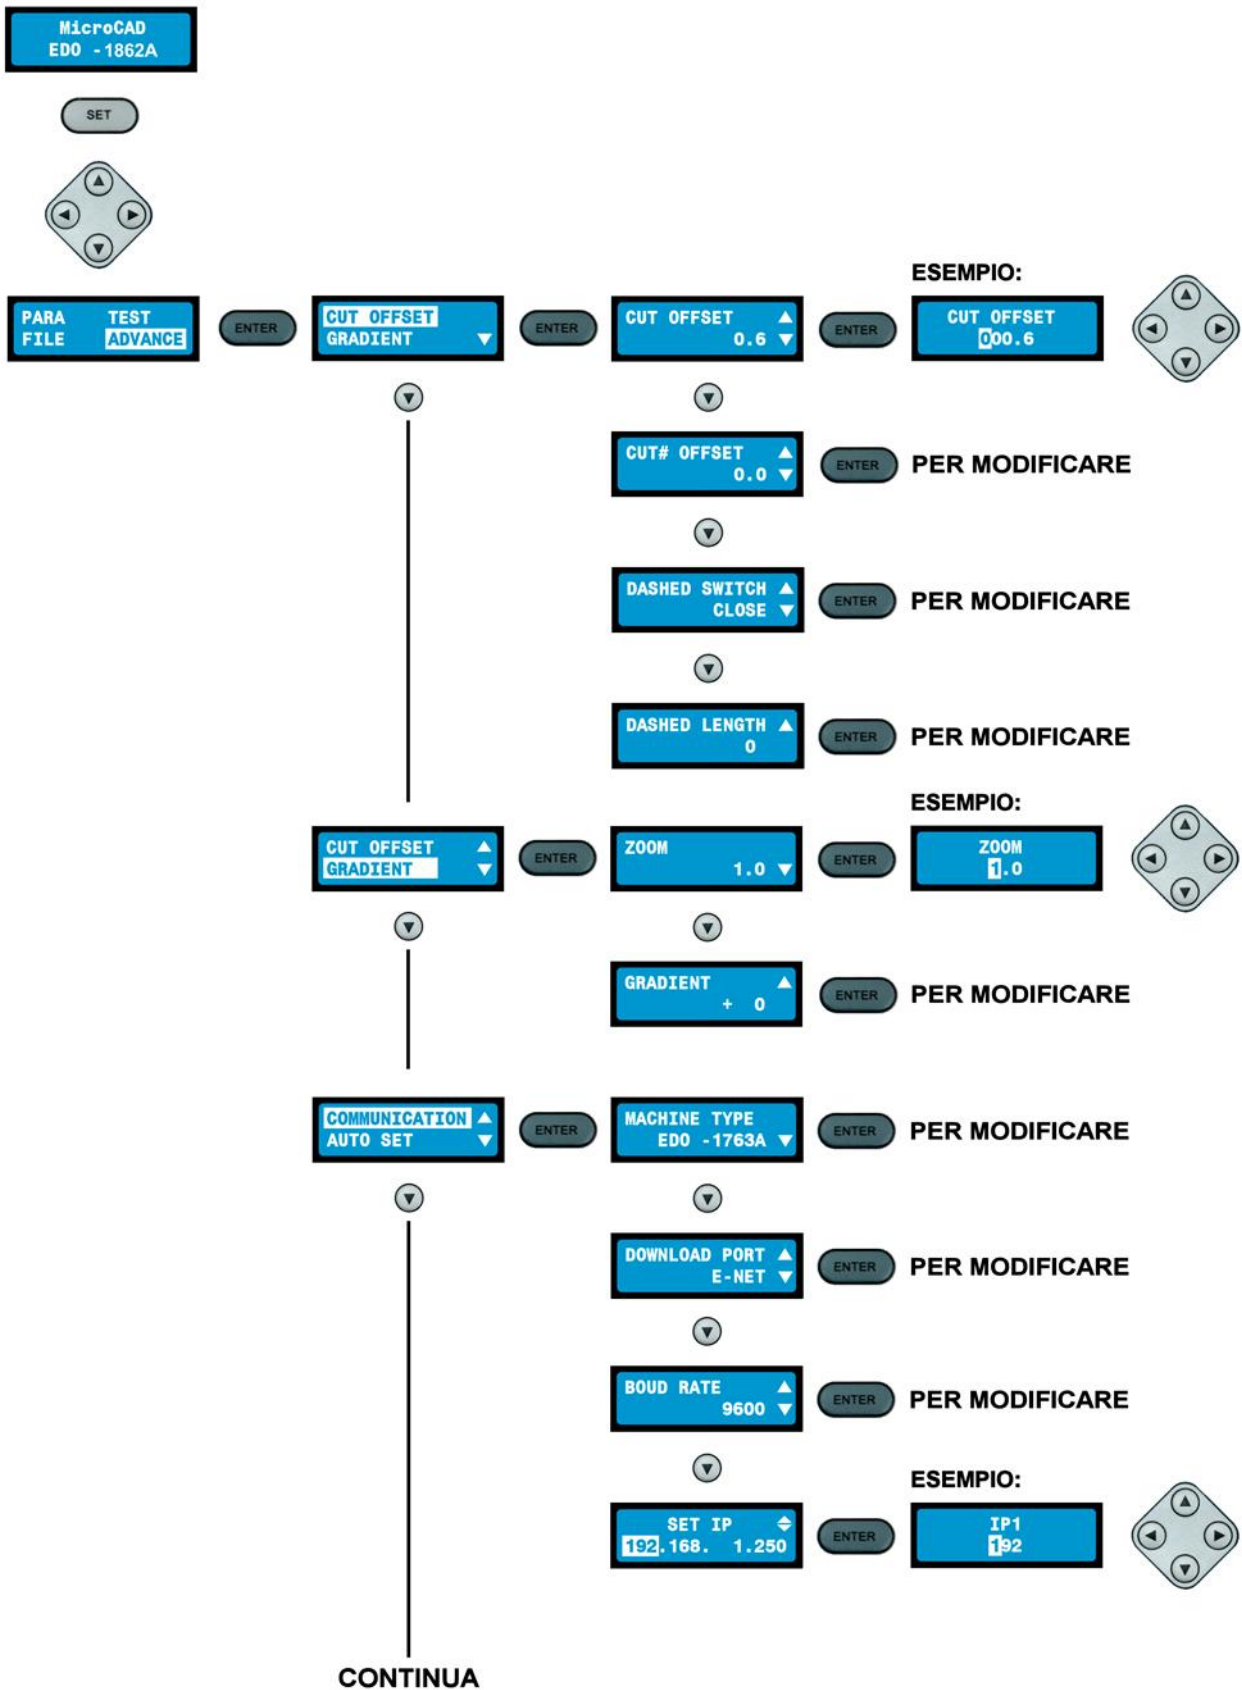 MicroCAD
EDO -1862A
SET
ESEMPIO:
PARA TEST
FILE ADVANCE
ENTER
CUT OFFSET
GRADIENT
ENTER
CUT OFFSET
0.6
ENTER
CUT OFFSET
000.6
CUT# OFFSET
0.0
ENTER
PER MODIFICARE
DASHED SWITCH
CLOSE
ENTER
PER MODIFICARE
DASHED LENGTH
0
ENTER
PER MODIFICARE
ESEMPIO:
CUT OFFSET
GRADIENT
ENTER
ZOOM
1.0
ENTER
ZOOM
1.0
GRADIENT
+ 0
ENTER
PER MODIFICARE
COMMUNICATION
AUTO SET
ENTER
MACHINE TYPE
EDO -1763A
ENTER
PER MODIFICARE
DOWNLOAD PORT
E-NET
ENTER
PER MODIFICARE
BOUD RATE
9600
ENTER
PER MODIFICARE
ESEMPIO:
SET IP
192.168. 1.250
ENTER
IP1
192
CONTINUA